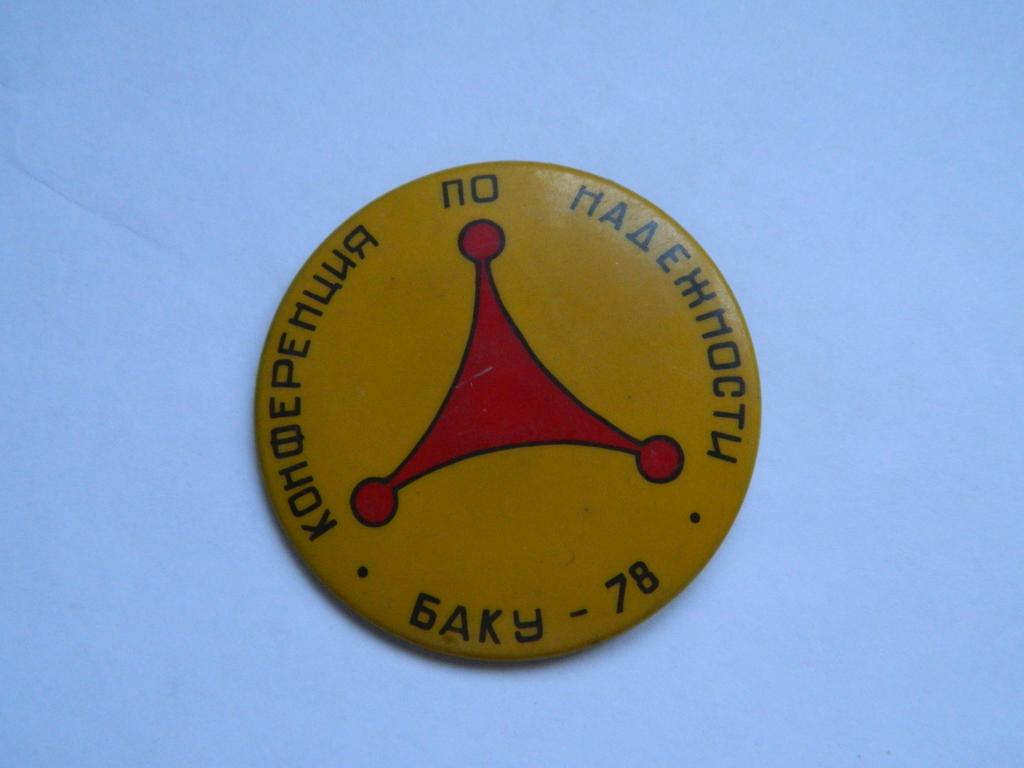 КОНФЕРЕНЦИЯ ПО НАДЕЖНОСТИ
• БАКУ - 78 •